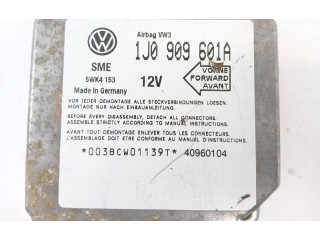 Airbag VW3
1J0 909 601A
SME
5WK4 153
12V
VORNE
FORWARD
AVANT
Made in Germany
VOR JEDER DEMONTAGE ALLE STECKVERBINDUNGEN LOESEN.
MONTAGE NUR NACH EINBAUANLEITUNG.
BEFORE EVERY DISASSEMBLY, DETACH ALL CONNECTORS.
ASSEMBLE STRICTLY ACCORDING TO MANUAL INSTRUCTIONS.
AVANT TOUT DEMONTAGE ENLEVER TOUS LES CONNECTEURS.
L'ASSEMBLAGE DOIT ETRE CONFORME AU MANUEL D'INSTRUCTIONS
*003BCW01139T* 40960104